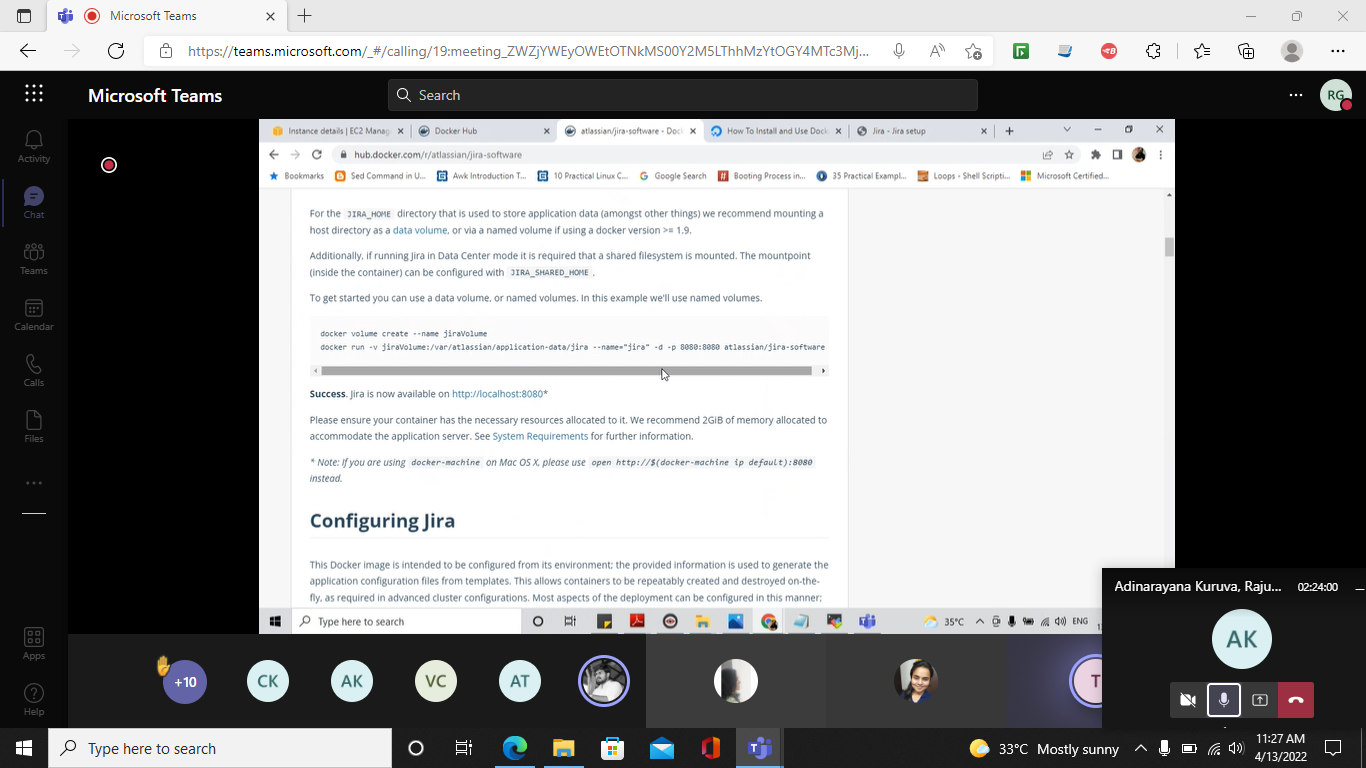 Microsoft Teams
https://teams.microsoft.com/_#/calling/19:meeting_ZWZjYWEyOWEtOTNkMS00Y2M5LThhMzYtOGY4MTc3Mj...
Microsoft Teams
Search
RG
Activity
Chat
Teams
Calendar
Calls
Files
Apps
Help
Instance details | EC2 Manag
Docker Hub
atlassian/jira-software - Doc
How To Install and Use Dock
Jira - Jira setup
hub.docker.com/r/atlassian/jira-software
Bookmarks
Sed Command in U...
Awk Introduction T...
10 Practical Linux C...
Google Search
Booting Process in...
35 Practical Exampl...
Loops - Shell Scripti...
Microsoft Certified...
For the JIRA_HOME directory that is used to store application data (amongst other things) we recommend mounting a
host directory as a data volume, or via a named volume if using a docker version >= 1.9.
Additionally, if running Jira in Data Center mode it is required that a shared filesystem is mounted. The mountpoint
(inside the container) can be configured with JIRA_SHARED_HOME .
To get started you can use a data volume, or named volumes. In this example we'll use named volumes.
docker volume create --name jiraVolume
docker run -v jiraVolume:/var/atlassian/application-data/jira --name="jira" -d -p 8080:8080 atlassian/jira-software
Success. Jira is now available on http://localhost:8080*
Please ensure your container has the necessary resources allocated to it. We recommend 2GiB of memory allocated to
accommodate the application server. See System Requirements for further information.
* Note: If you are using docker-machine on Mac OS X, please use open http://$(docker-machine ip default):8080
instead.
Configuring Jira
This Docker image is intended to be configured from its environment; the provided information is used to generate the
application configuration files from templates. This allows containers to be repeatably created and destroyed on-the-
fly, as required in advanced cluster configurations. Most aspects of the deployment can be configured in this manner;
Type here to search
35°C
ENG
Adinarayana Kuruva, Raju...
02:24:00
AK
+10
CK
AK
VC
AT
T
Type here to search
33°C Mostly sunny
11:27 AM
4/13/2022